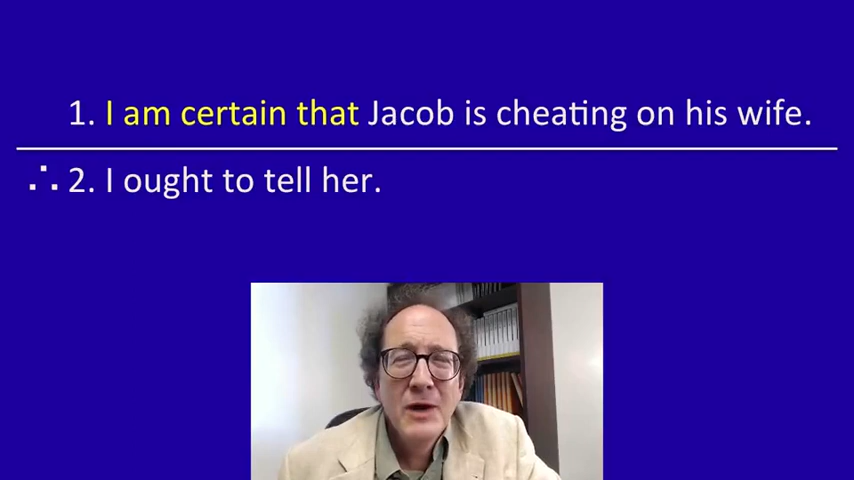 1. I am certain that Jacob is cheating on his wife.
∴ 2. I ought to tell her.